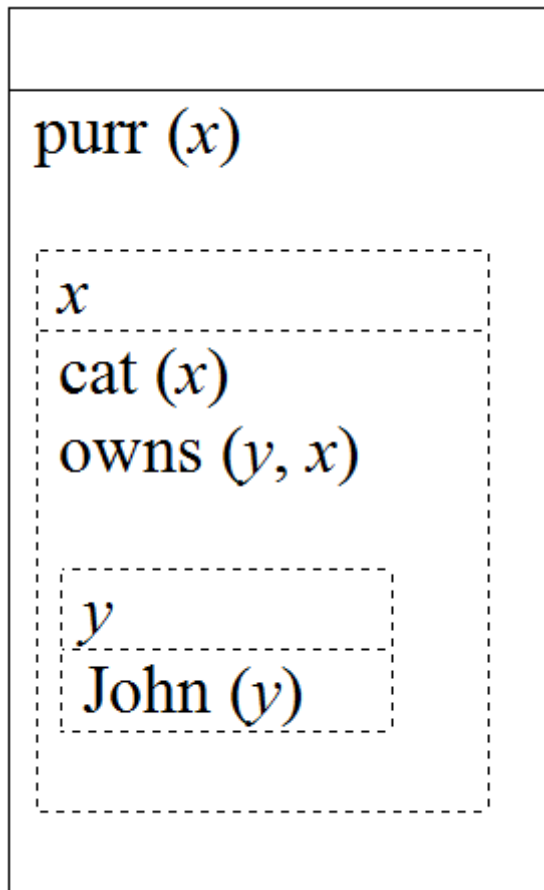 purr (x)
x
cat (x)
owns (y, x)
y
John (y)